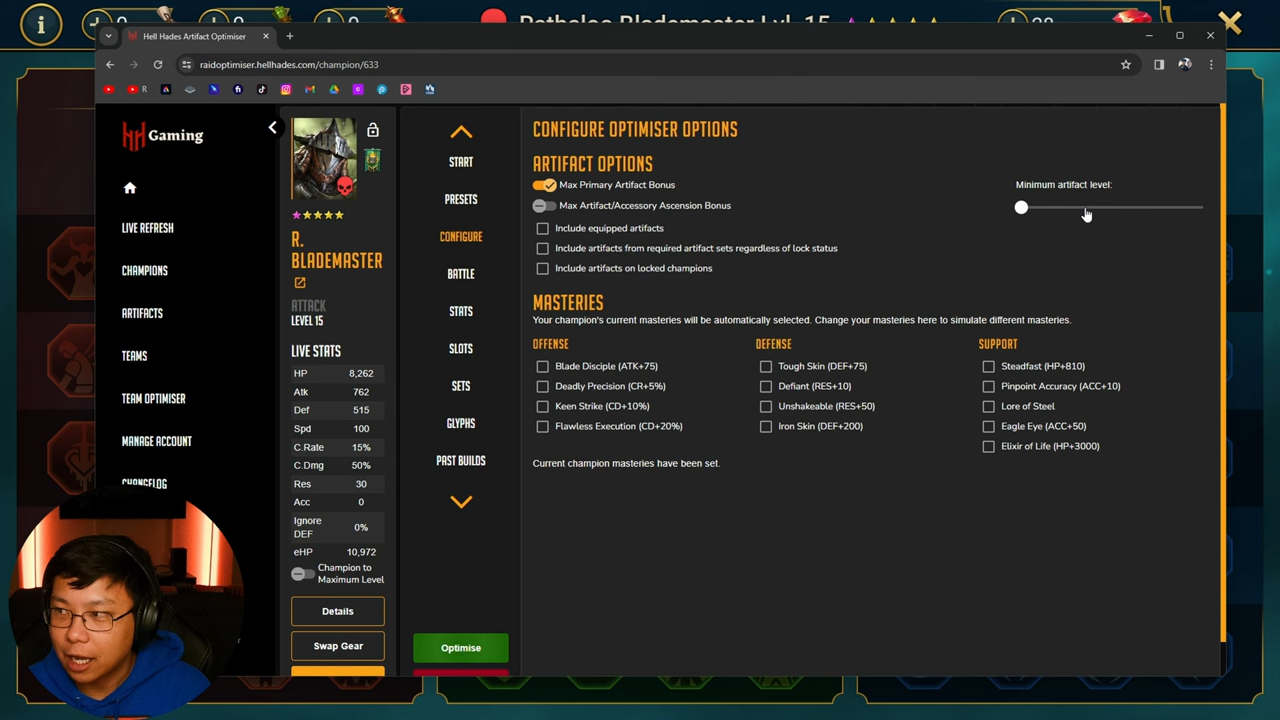 Hell Hades Artifact Optimiser
raidoptimiser.hellhades.com/champion/633
Gaming
LIVE REFRESH
CHAMPIONS
ARTIFACTS
TEAMS
TEAM OPTIMISER
MANAGE ACCOUNT
CHANGELOG
R. BLADEMASTER
ATTACK
LEVEL 15
LIVE STATS
HP 8,262
Atk 762
Def 515
Spd 100
C.Rate 15%
C.Dmg 50%
Res 30
Acc 0
Ignore DEF 0%
eHP 10,972
Champion to
Maximum Level
Details
Swap Gear
START
PRESETS
CONFIGURE
BATTLE
STATS
SLOTS
SETS
GLYPHS
PAST BUILDS
Optimise
CONFIGURE OPTIMISER OPTIONS
ARTIFACT OPTIONS
Max Primary Artifact Bonus
Minimum artifact level:
Max Artifact/Accessory Ascension Bonus
Include equipped artifacts
Include artifacts from required artifact sets regardless of lock status
Include artifacts on locked champions
MASTERIES
Your champion's current masteries will be automatically selected. Change your masteries here to simulate different masteries.
OFFENSE
Blade Disciple (ATK+75)
Deadly Precision (CR+5%)
Keen Strike (CD+10%)
Flawless Execution (CD+20%)
DEFENSE
Tough Skin (DEF+75)
Defiant (RES+10)
Unshakeable (RES+50)
Iron Skin (DEF+200)
SUPPORT
Steadfast (HP+810)
Pinpoint Accuracy (ACC+10)
Lore of Steel
Eagle Eye (ACC+50)
Elixir of Life (HP+3000)
Current champion masteries have been set.